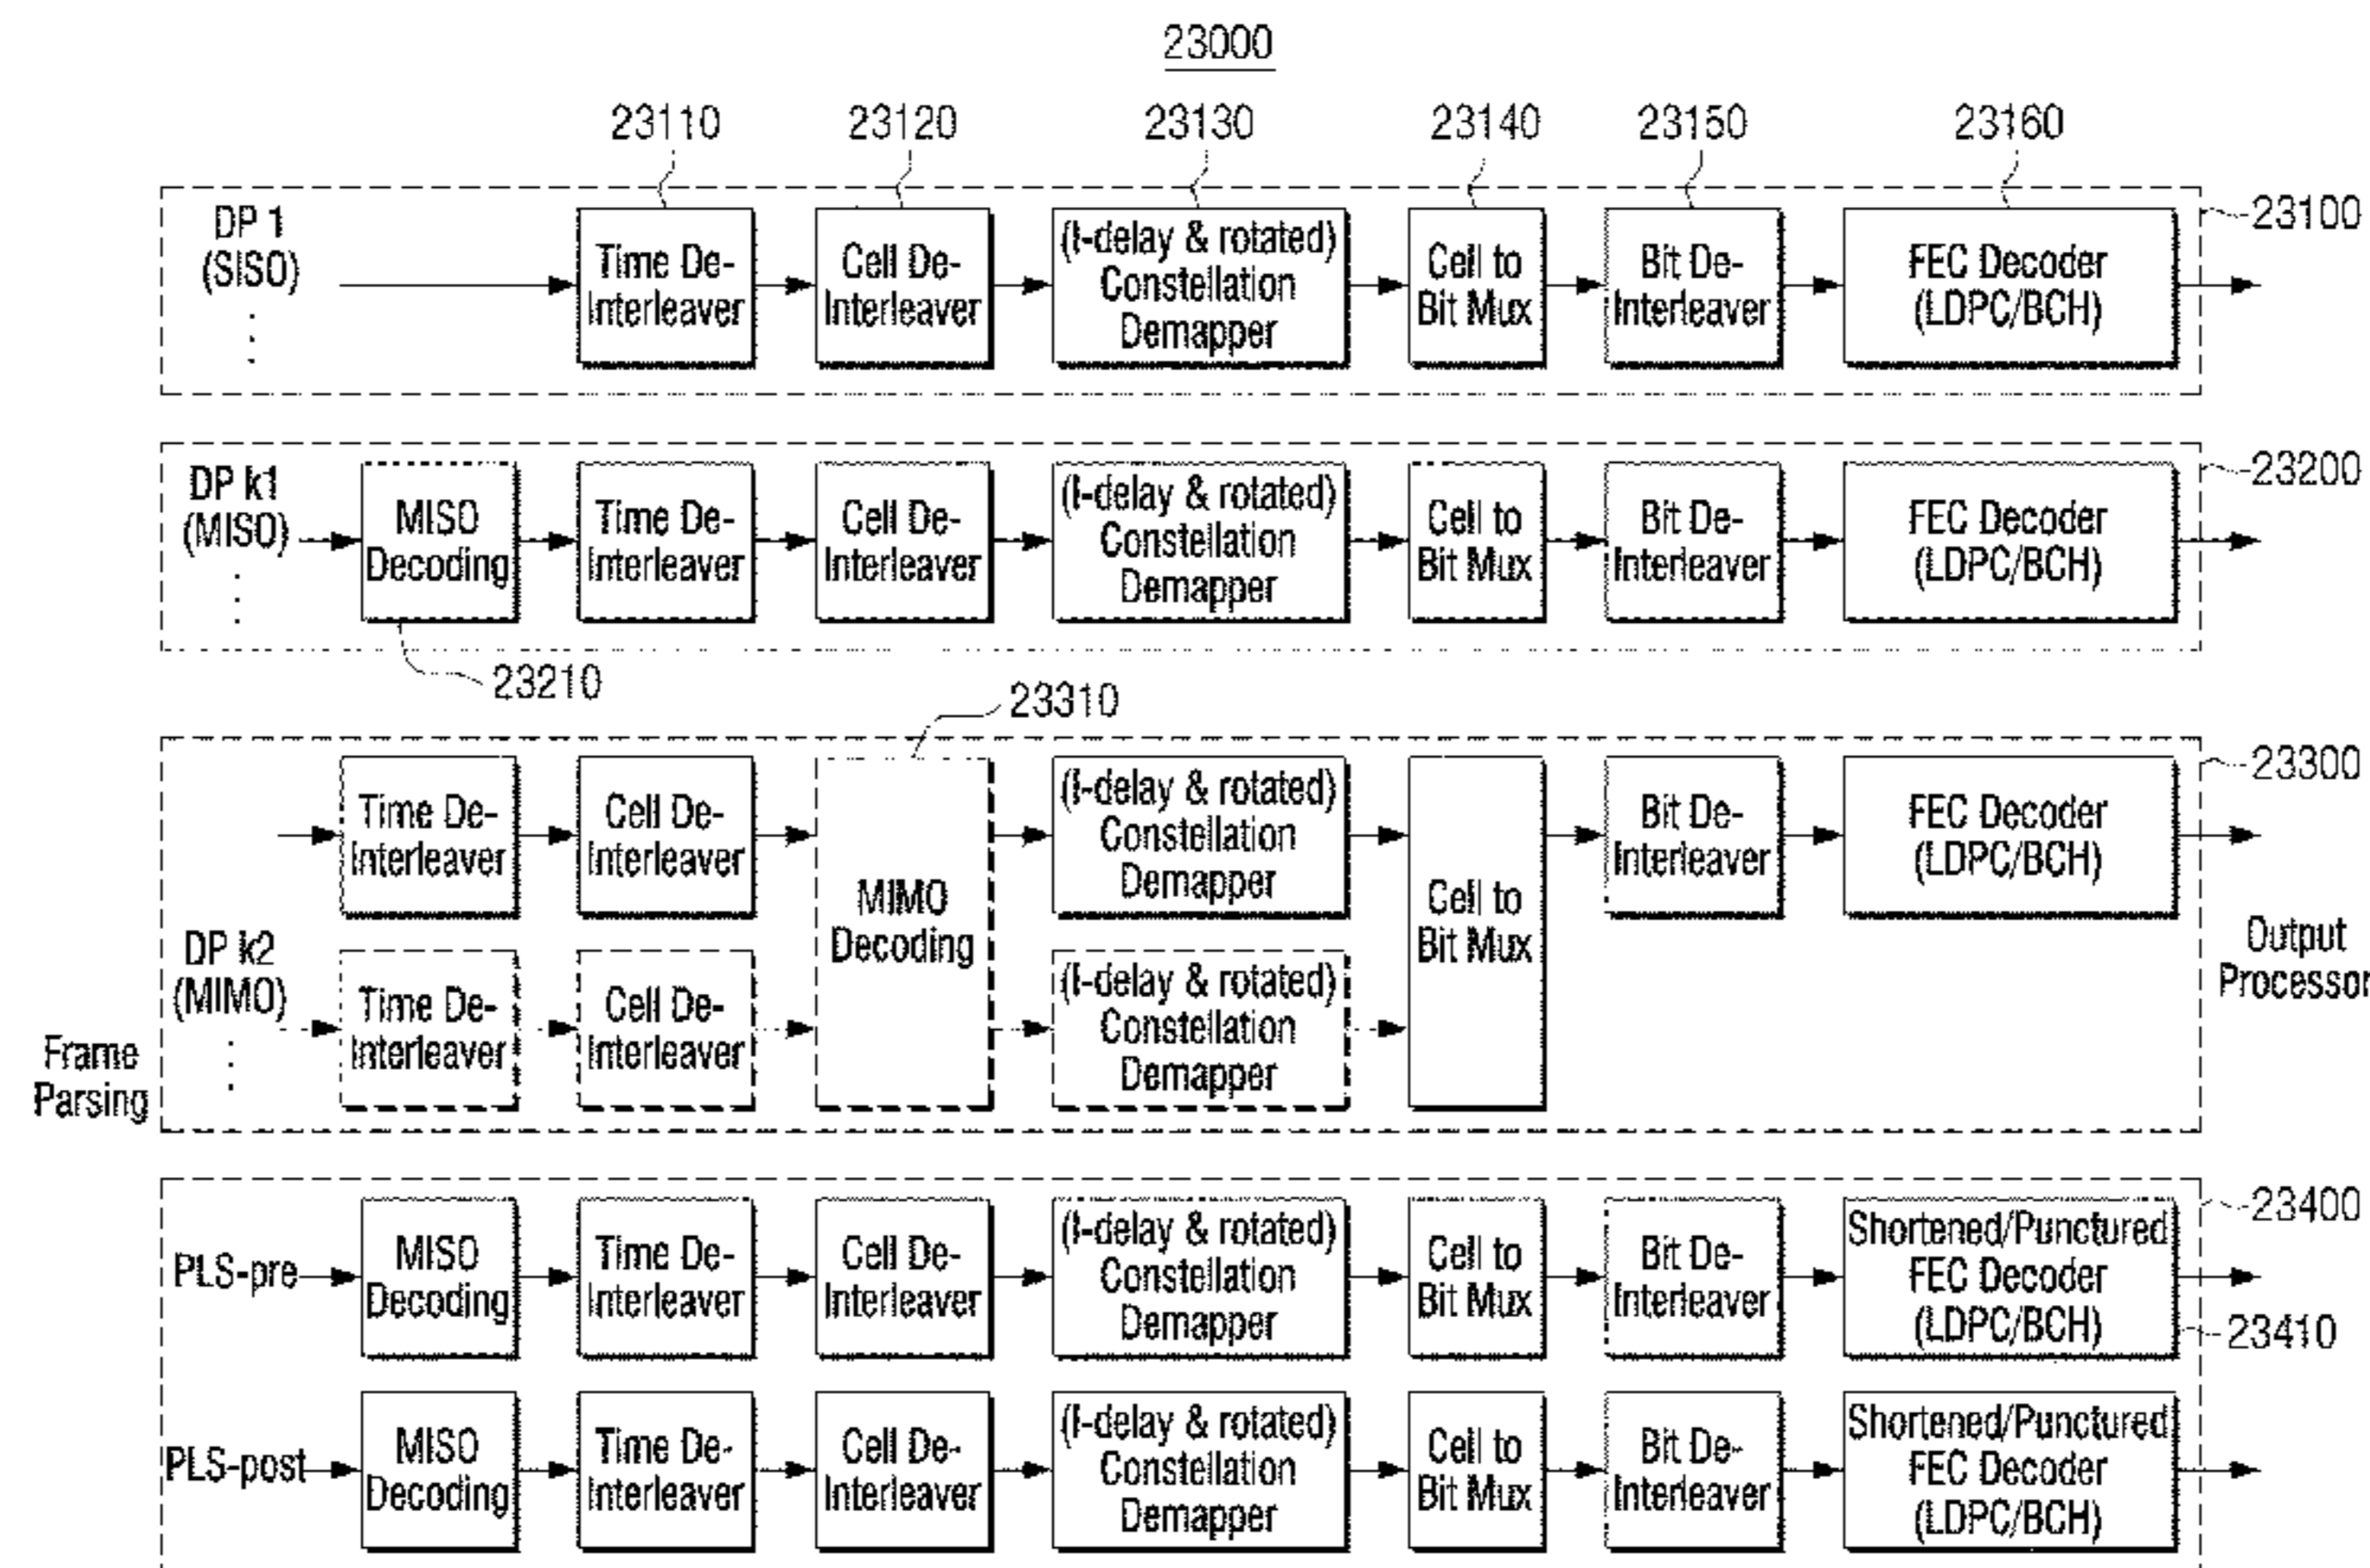 23000
23110 23120 23130 23140 23150 23160
23100
DP 1
(SISO)
Time De-
Interleaver
Cell De-
Interleaver
(I-delay & rotated)
Constellation
Demapper
Cell to
Bit Mux
Bit De-
Interleaver
FEC Decoder
(LDPC/BCH)
23200
DP k1
(MISO)
MISO
Decoding
Time De-
Interleaver
Cell De-
Interleaver
(I-delay & rotated)
Constellation
Demapper
Cell to
Bit Mux
Bit De-
Interleaver
FEC Decoder
(LDPC/BCH)
23210
23310
23300
DP k2
(MIMO)
Time De-
Interleaver
Cell De-
Interleaver
MIMO
Decoding
(I-delay & rotated)
Constellation
Demapper
Cell to
Bit Mux
Bit De-
Interleaver
FEC Decoder
(LDPC/BCH)
Time De-
Interleaver
Cell De-
Interleaver
(I-delay & rotated)
Constellation
Demapper
Output
Processor
Frame
Parsing
23400
PLS-pre
MISO
Decoding
Time De-
Interleaver
Cell De-
Interleaver
(I-delay & rotated)
Constellation
Demapper
Cell to
Bit Mux
Bit De-
Interleaver
Shortened/Punctured
FEC Decoder
(LDPC/BCH)
23410
PLS-post
MISO
Decoding
Time De-
Interleaver
Cell De-
Interleaver
(I-delay & rotated)
Constellation
Demapper
Cell to
Bit Mux
Bit De-
Interleaver
Shortened/Punctured
FEC Decoder
(LDPC/BCH)